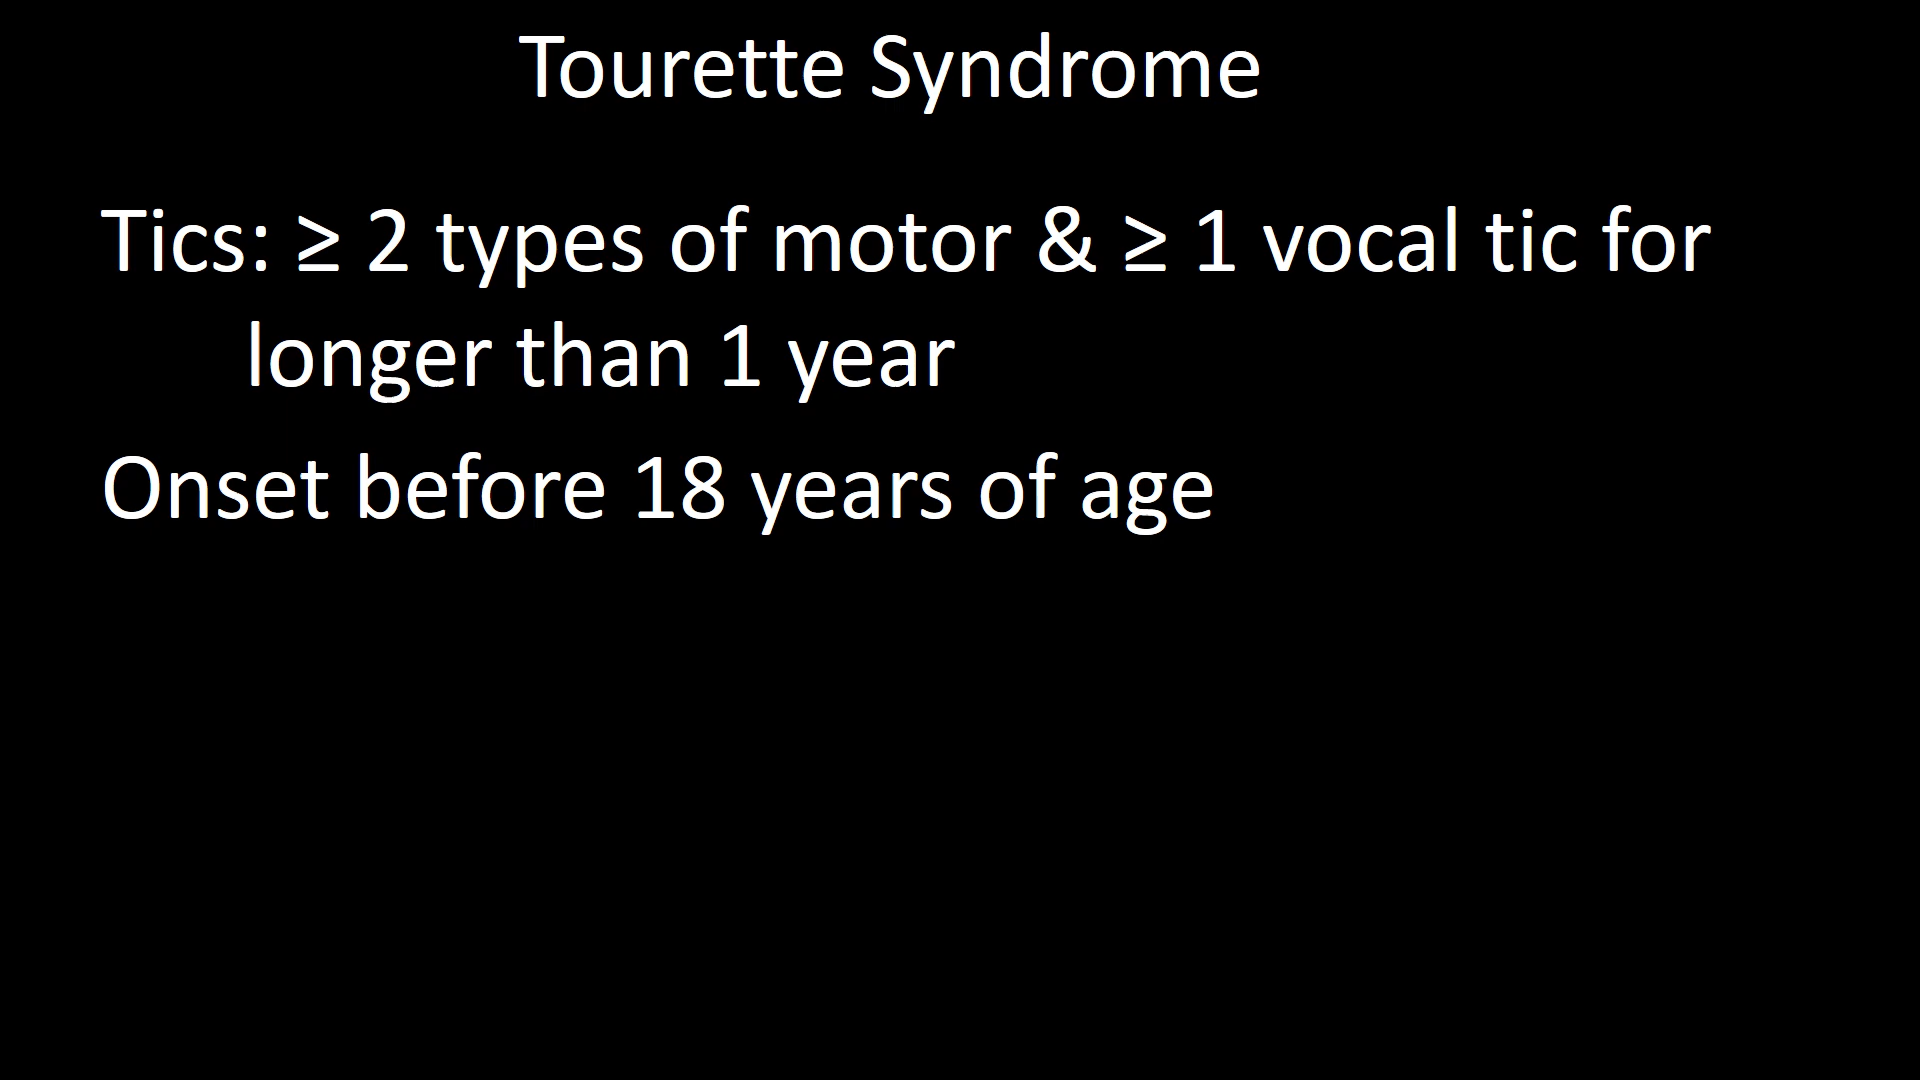 Tourette Syndrome
Tics: ≥ 2 types of motor & ≥ 1 vocal tic for
longer than 1 year
Onset before 18 years of age